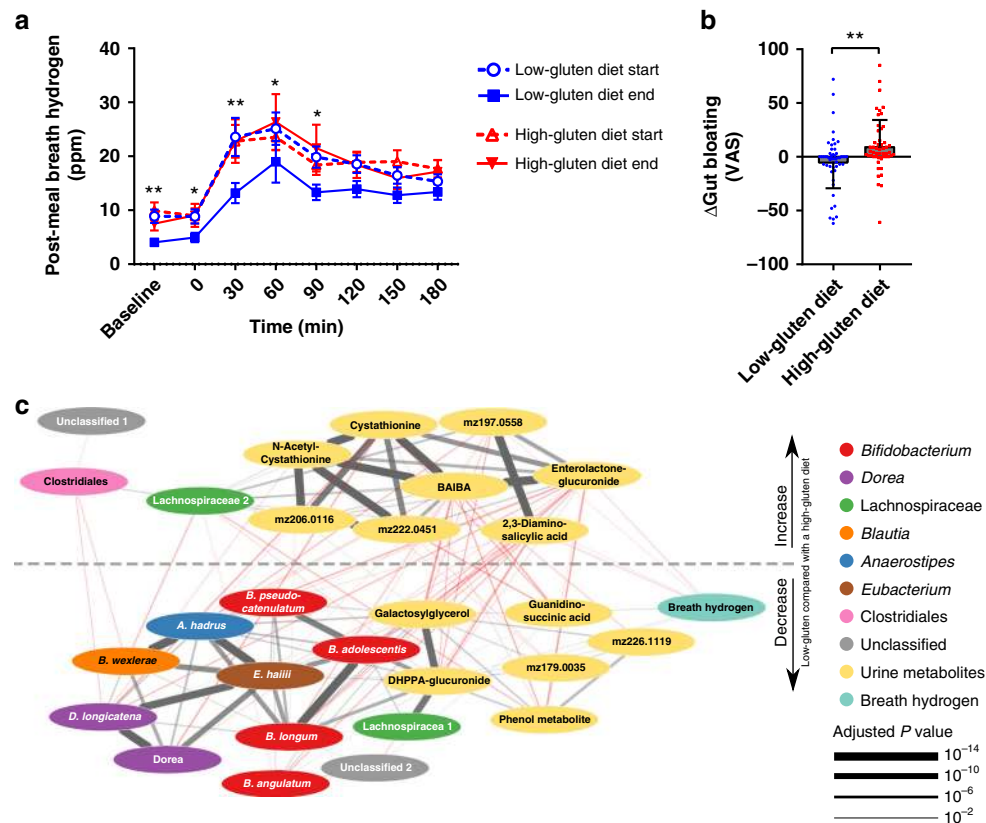 a
Post-meal breath hydrogen
(ppm)
40
30
20
10
0
**
*
**
*
*
Baseline
0
30
60
90
120
150
180
Time (min)
Low-gluten diet start
Low-gluten diet end
High-gluten diet start
High-gluten diet end
b
ΔGut bloating
(VAS)
100
50
0
−50
−100
**
Low-gluten diet
High-gluten diet
c
Unclassified 1
Clostridiales
Lachnospiraceae 2
Cystathionine
mz197.0558
N-Acetyl-
Cystathionine
BAIBA
Enterolactone-
glucuronide
mz206.0116
mz222.0451
2,3-Diamino-
salicylic acid
B. pseudo-
catenulatum
A. hadrus
B. wexlerae
B. adolescentis
E. haiiii
D. longicatena
B. longum
Dorea
B. angulatum
Galactosylglycerol
Guanidino-
succinic acid
Breath hydrogen
mz226.1119
mz179.0035
DHPPA-glucuronide
Lachnospiracea 1
Phenol metabolite
Unclassified 2
Increase
Decrease
Low-gluten compared with a high-gluten diet
Bifidobacterium
Dorea
Lachnospiraceae
Blautia
Anaerostipes
Eubacterium
Clostridiales
Unclassified
Urine metabolites
Breath hydrogen
Adjusted P value
10⁻¹⁴
10⁻¹⁰
10⁻⁶
10⁻²